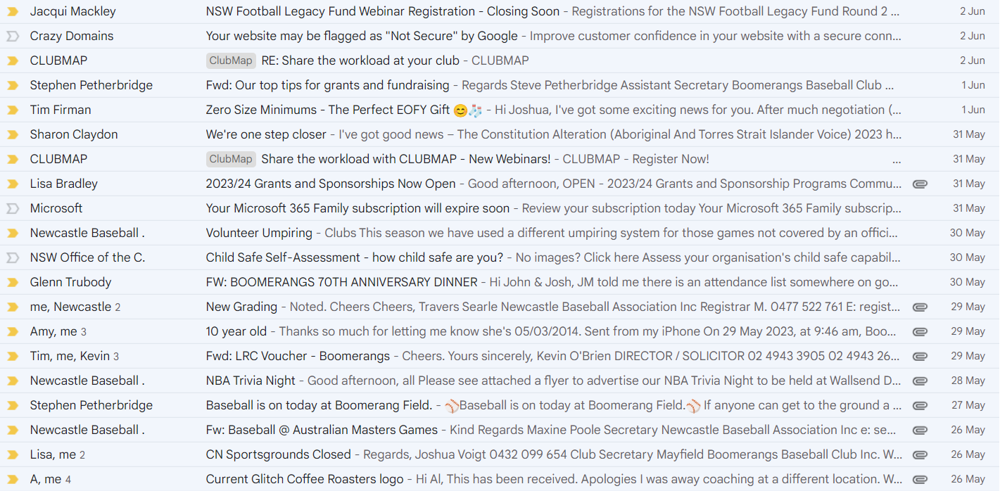 Jacqui Mackley NSW Football Legacy Fund Webinar Registration - Closing Soon - Registrations for the NSW Football Legacy Fund Round 2 ... 2 Jun
Crazy Domains Your website may be flagged as "Not Secure" by Google - Improve customer confidence in your website with a secure conn... 2 Jun
CLUBMAP ClubMap RE: Share the workload at your club - CLUBMAP 2 Jun
Stephen Petherbridge Fwd: Our top tips for grants and fundraising - Regards Steve Petherbridge Assistant Secretary Boomerangs Baseball Club ... 1 Jun
Tim Firman Zero Size Minimums - The Perfect EOFY Gift 😊🧦 - Hi Joshua, I've got some exciting news for you. After much negotiation (... 1 Jun
Sharon Claydon We're one step closer - I've got good news – The Constitution Alteration (Aboriginal And Torres Strait Islander Voice) 2023 h... 31 May
CLUBMAP ClubMap Share the workload with CLUBMAP - New Webinars! - CLUBMAP - Register Now! ... 31 May
Lisa Bradley 2023/24 Grants and Sponsorships Now Open - Good afternoon, OPEN - 2023/24 Grants and Sponsorship Programs Commu... 31 May
Microsoft Your Microsoft 365 Family subscription will expire soon - Review your subscription today Your Microsoft 365 Family subscrip... 31 May
Newcastle Baseball . Volunteer Umpiring - Clubs This season we have used a different umpiring system for those games not covered by an offici... 30 May
NSW Office of the C. Child Safe Self-Assessment - how child safe are you? - No images? Click here Assess your organisation's child safe capabil... 30 May
Glenn Trubody FW: BOOMERANGS 70TH ANNIVERSARY DINNER - Hi John & Josh, JM told me there is an attendance list somewhere on go... 30 May
me, Newcastle 2 New Grading - Noted. Cheers Cheers, Travers Searle Newcastle Baseball Association Inc Registrar M. 0477 522 761 E: regist... 29 May
Amy, me 3 10 year old - Thanks so much for letting me know she's 05/03/2014. Sent from my iPhone On 29 May 2023, at 9:46 am, Boo... 29 May
Tim, me, Kevin 3 Fwd: LRC Voucher - Boomerangs - Cheers. Yours sincerely, Kevin O'Brien DIRECTOR / SOLICITOR 02 4943 3905 02 4943 26... 29 May
Newcastle Baseball . NBA Trivia Night - Good afternoon, all Please see attached a flyer to advertise our NBA Trivia Night to be held at Wallsend D... 28 May
Stephen Petherbridge Baseball is on today at Boomerang Field. - ⚾Baseball is on today at Boomerang Field.⚾ If anyone can get to the ground a ... 27 May
Newcastle Baseball . Fw: Baseball @ Australian Masters Games - Kind Regards Maxine Poole Secretary Newcastle Baseball Association Inc e: se... 26 May
Lisa, me 2 CN Sportsgrounds Closed - Regards, Joshua Voigt 0432 099 654 Club Secretary Mayfield Boomerangs Baseball Club Inc. W... 26 May
A, me 4 Current Glitch Coffee Roasters logo - Hi Al, This has been received. Apologies I was away coaching at a different location. W... 26 May